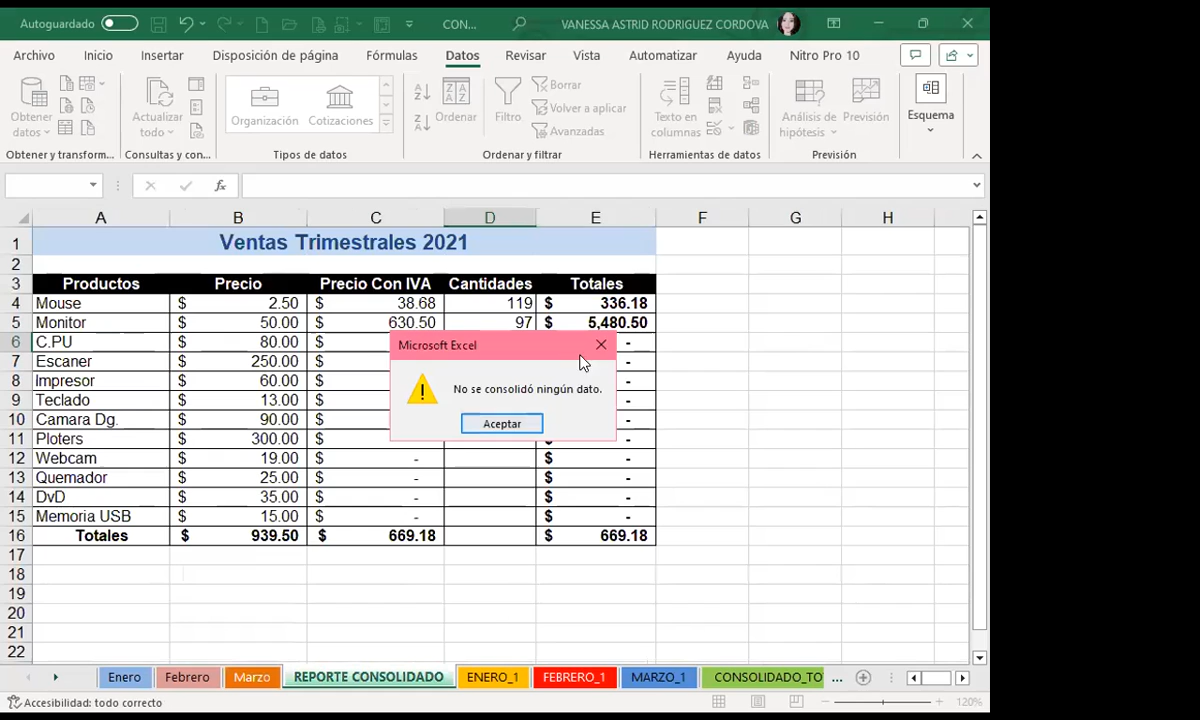 Autoguardado
CON...
VANESSA ASTRID RODRIGUEZ CORDOVA
Archivo Inicio Insertar Disposición de página Fórmulas Datos Revisar Vista Automatizar Ayuda Nitro Pro 10
Obtener datos
Actualizar todo
Organización
Cotizaciones
Ordenar
Filtro
Borrar
Volver a aplicar
Avanzadas
Texto en columnas
Análisis de hipótesis
Previsión
Esquema
Obtener y transform... Consultas y con... Tipos de datos Ordenar y filtrar Herramientas de datos Previsión
fx
A B C D E F G H
1 Ventas Trimestrales 2021
2
3 Productos Precio Precio Con IVA Cantidades Totales
4 Mouse $ 2.50 $ 38.68 119 $ 336.18
5 Monitor $ 50.00 $ 630.50 97 $ 5,480.50
6 C.PU $ 80.00 -
7 Escaner $ 250.00 -
8 Impresor $ 60.00 -
9 Teclado $ 13.00 -
10 Camara Dg. $ 90.00 -
11 Ploters $ 300.00 -
12 Webcam $ 19.00 $ - $ -
13 Quemador $ 25.00 $ - $ -
14 DvD $ 35.00 $ - $ -
15 Memoria USB $ 15.00 $ - $ -
16 Totales $ 939.50 $ 669.18 $ 669.18
17
18
19
20
21
22
Microsoft Excel
No se consolidó ningún dato.
Aceptar
Enero Febrero Marzo REPORTE CONSOLIDADO ENERO_1 FEBRERO_1 MARZO_1 CONSOLIDADO_TO ...
Accesibilidad: todo correcto
120%